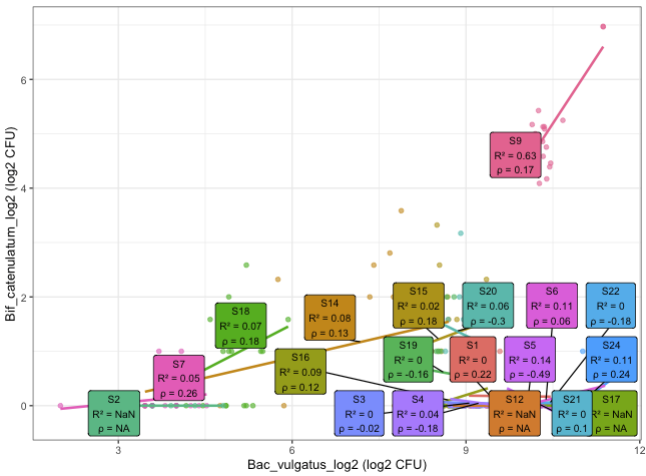 Bif_catenulatum_log2 (log2 CFU)
6
4
2
0
S9
R² = 0.63
ρ = 0.17
S18
R² = 0.07
ρ = 0.18
S14
R² = 0.08
ρ = 0.13
S15
R² = 0.02
ρ = 0.18
S20
R² = 0.06
ρ = -0.3
S6
R² = 0.11
ρ = 0.06
S22
R² = 0
ρ = -0.18
S7
R² = 0.05
ρ = 0.26
S16
R² = 0.09
ρ = 0.12
S19
R² = 0
ρ = -0.16
S1
R² = 0
ρ = 0.22
S5
R² = 0.14
ρ = -0.49
S24
R² = 0.11
ρ = 0.24
S2
R² = NaN
ρ = NA
S3
R² = 0
ρ = -0.02
S4
R² = 0.04
ρ = -0.18
S12
R² = NaN
ρ = NA
S21
R² = 0
ρ = 0.1
S17
R² = NaN
ρ = NA
3
6
9
12
Bac_vulgatus_log2 (log2 CFU)